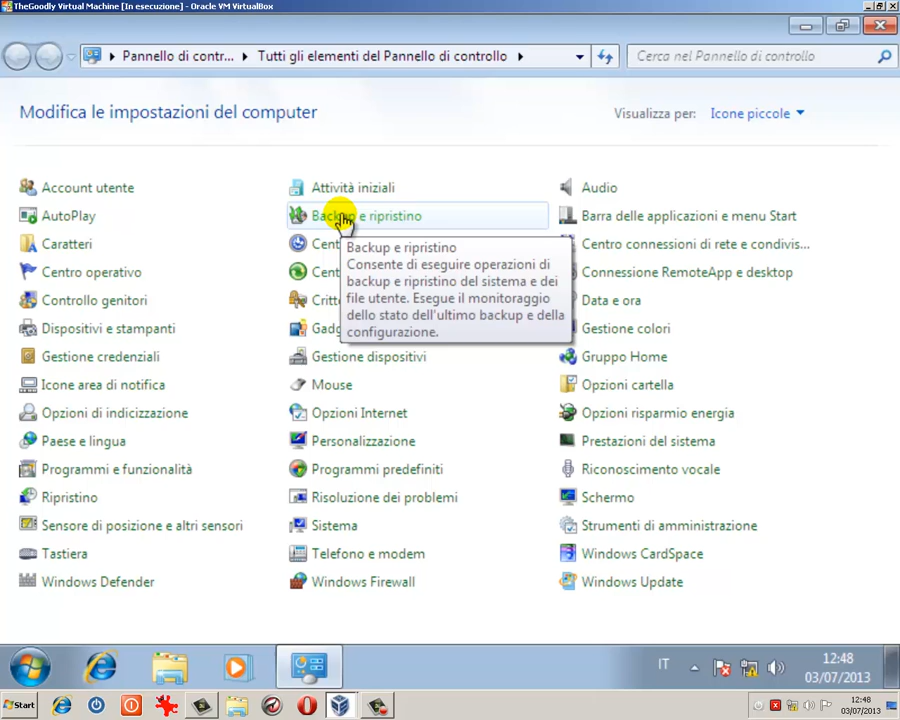 TheGoodly Virtual Machine [In esecuzione] - Oracle VM VirtualBox
Pannello di contr... Tutti gli elementi del Pannello di controllo
Cerca nel Pannello di controllo
Modifica le impostazioni del computer
Visualizza per: Icone piccole
Account utente
Attività iniziali
Audio
AutoPlay
Backup e ripristino
Barra delle applicazioni e menu Start
Caratteri
Cent
Centro connessioni di rete e condivis...
Centro operativo
Cent
Connessione RemoteApp e desktop
Controllo genitori
Critt
Data e ora
Dispositivi e stampanti
Gadg
Gestione colori
Backup e ripristino
Consente di eseguire operazioni di
backup e ripristino del sistema e dei
file utente. Esegue il monitoraggio
dello stato dell'ultimo backup e della
configurazione.
Gestione credenziali
Gestione dispositivi
Gruppo Home
Icone area di notifica
Mouse
Opzioni cartella
Opzioni di indicizzazione
Opzioni Internet
Opzioni risparmio energia
Paese e lingua
Personalizzazione
Prestazioni del sistema
Programmi e funzionalità
Programmi predefiniti
Riconoscimento vocale
Ripristino
Risoluzione dei problemi
Schermo
Sensore di posizione e altri sensori
Sistema
Strumenti di amministrazione
Tastiera
Telefono e modem
Windows CardSpace
Windows Defender
Windows Firewall
Windows Update
IT
12:48
03/07/2013
Start
12:48
03/07/2013